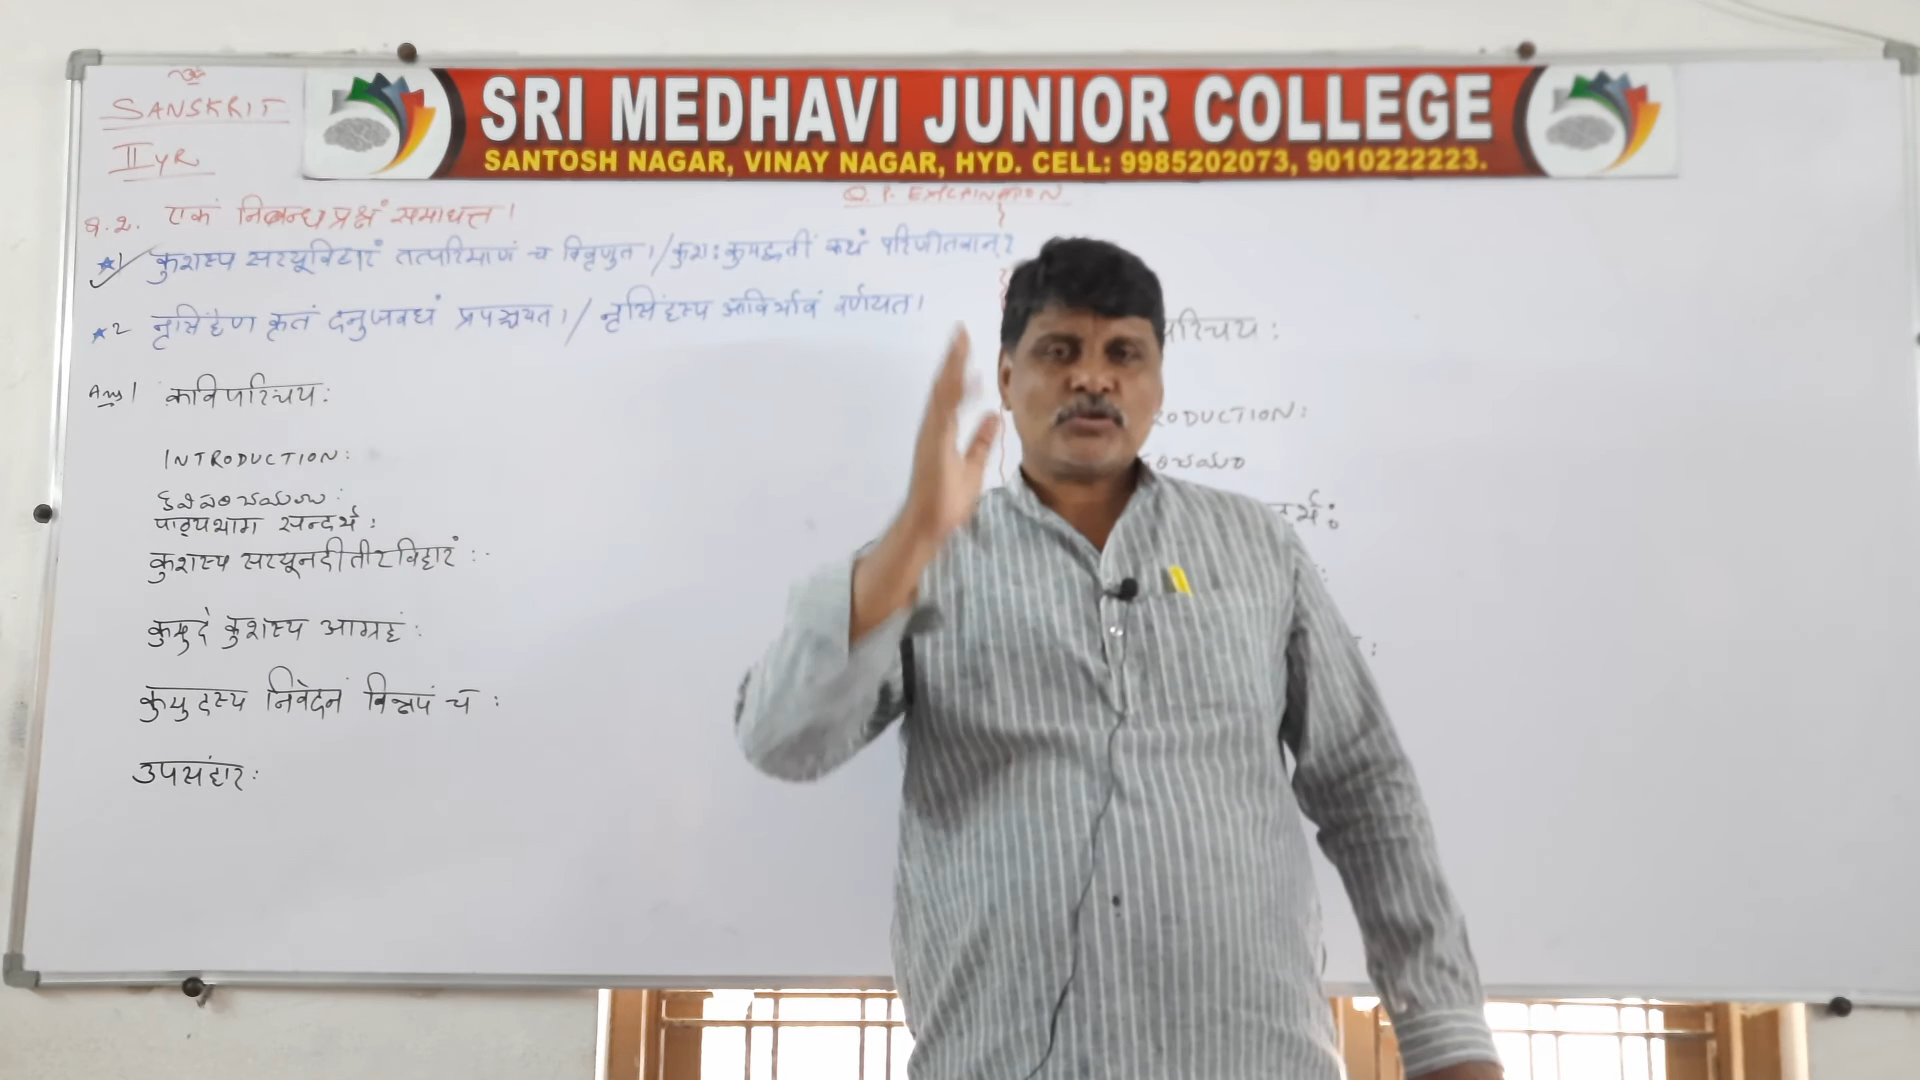 SRI MEDHAVI JUNIOR COLLEGE
SANTOSH NAGAR, VINAY NAGAR, HYD. CELL: 9985202073, 9010222223.
SANSKRIT
II YR
Q. P. EXPLAINATION
Q.2. एकं निबन्धप्रश्नं समाधत्त।
1 कुशस्य सरयूविहारं तत्परिमाणं च विवृणुत। / कुशः कुमुद्वतीं कथं परिणीतवान्?
2 नृसिंहेण कृतं दनुजवधं प्रपञ्चयत। / नृसिंहस्य आविर्भावं वर्णयत।
Ans 1 कविपरिचयः
INTRODUCTION:
పాठ्यभाग सन्दर्भः
कुशस्य सरयूनदीतीरविहारं :-
कुमुदे कुशस्य आग्रहं :
कुमुदस्य निवेदनं च :
उपसंहारः
रिचयः
RODUCTION: